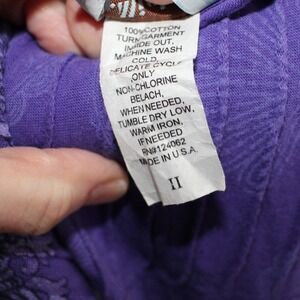 100% COTTON
TURN GARMENT
INSIDE OUT,
MACHINE WASH
COLD,
DELICATE CYCLE
ONLY
NON-CHLORINE
BELACH,
WHEN NEEDED,
TUMBLE DRY LOW,
WARM IRON,
IF NEEDED
RN#124062
MADE IN U.S.A.
II